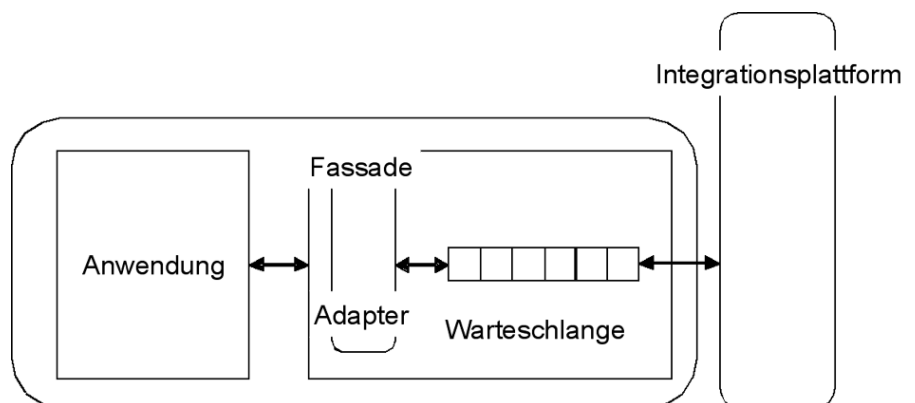 Integrationsplattform
Fassade
Anwendung
Adapter
Warteschlange